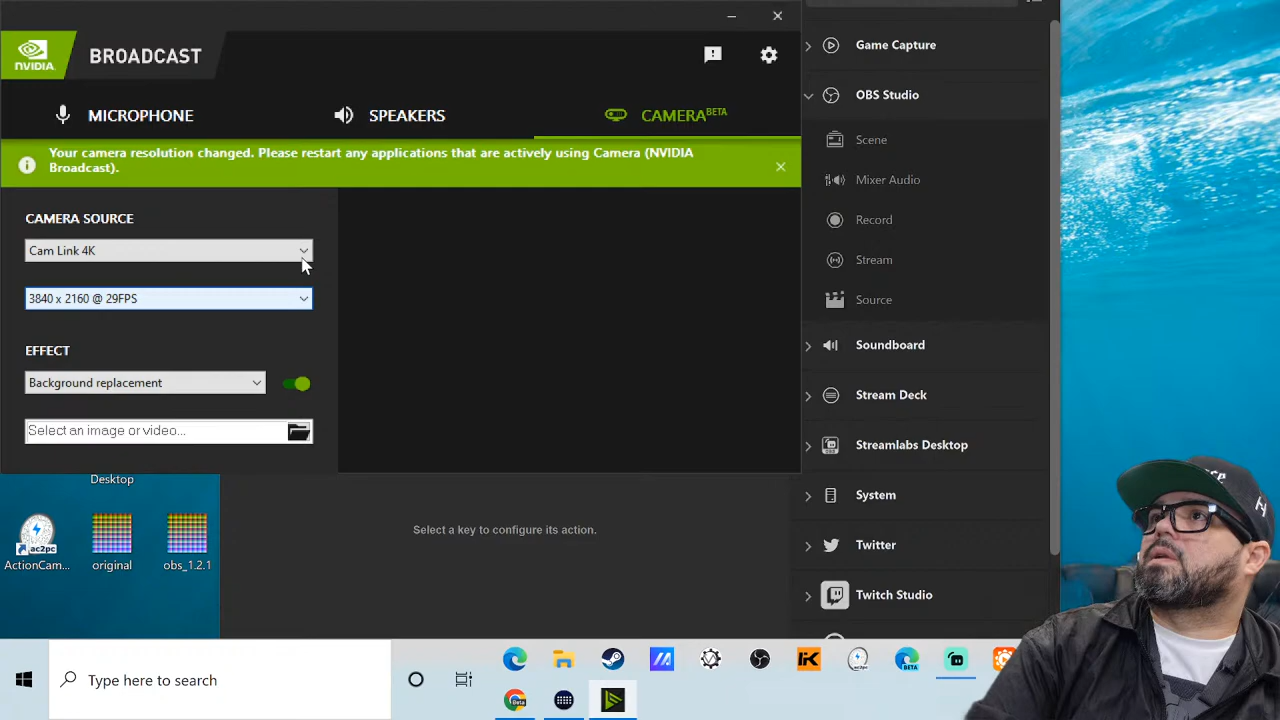 NVIDIA.
BROADCAST
MICROPHONE
SPEAKERS
CAMERA BETA
Your camera resolution changed. Please restart any applications that are actively using Camera (NVIDIA
Broadcast).
CAMERA SOURCE
Cam Link 4K
3840 x 2160 @ 29FPS
EFFECT
Background replacement
Select an image or video...
Game Capture
OBS Studio
Scene
Mixer Audio
Record
Stream
Source
Soundboard
Stream Deck
Streamlabs Desktop
System
Twitter
Twitch Studio
Select a key to configure its action.
Desktop
ac2pc
ActionCam...
original
obs_1.2.1
Type here to search
BETA